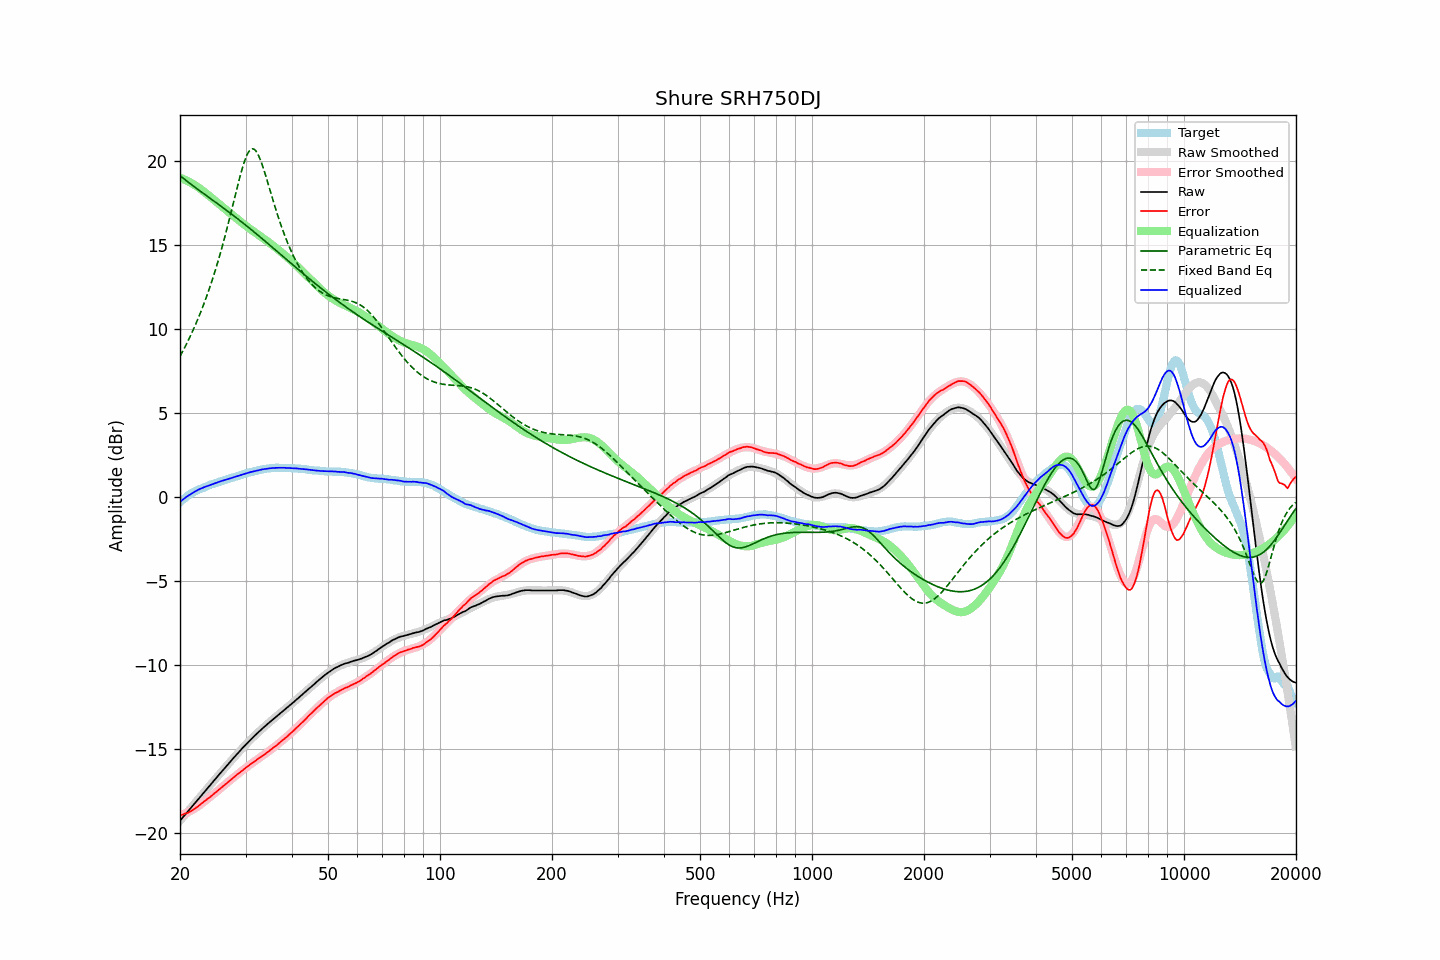 Shure SRH750DJ
Target
Raw Smoothed
Error Smoothed
Raw
Error
Equalization
Parametric Eq
Fixed Band Eq
Equalized
Amplitude (dBr)
20
15
10
5
0
−5
−10
−15
−20
20
50
100
200
500
1000
2000
5000
10000
20000
Frequency (Hz)